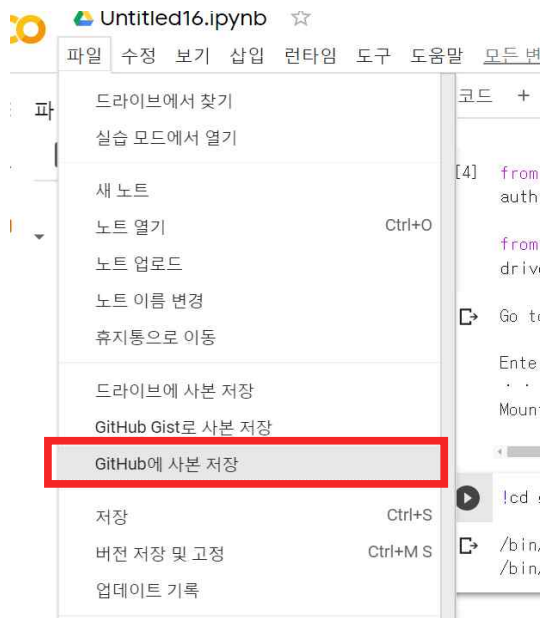 Untitled16.ipynb
파일 수정 보기 삽입 런타임 도구 도움말 모든 변
파
코드 +
드라이브에서 찾기
실습 모드에서 열기
새 노트
노트 열기 Ctrl+O
노트 업로드
노트 이름 변경
휴지통으로 이동
드라이브에 사본 저장
GitHub Gist로 사본 저장
GitHub에 사본 저장
저장 Ctrl+S
버전 저장 및 고정 Ctrl+M S
업데이트 기록
[4] from
auth
from
driv
Go t
Ente
. .
Moun
!cd
/bin/
/bin/